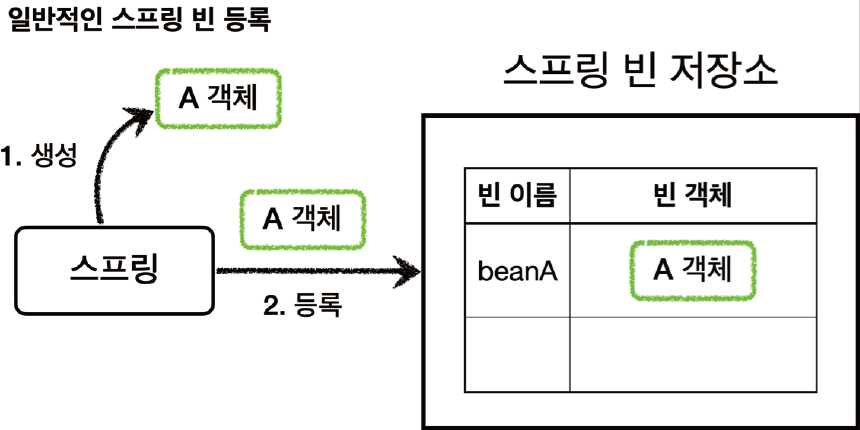 일반적인 스프링 빈 등록
스프링 빈 저장소
A 객체
1. 생성
빈 이름
빈 객체
A 객체
스프링
beanA
A 객체
2. 등록